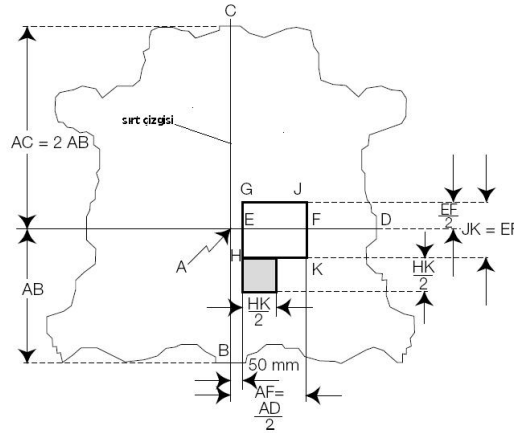 C
sırt çizgisi
AC = 2 AB
G J
EF
2
E F D
JK = EF
A
H
K
HK
2
AB
HK
2
B
50 mm
AF=
AD
2